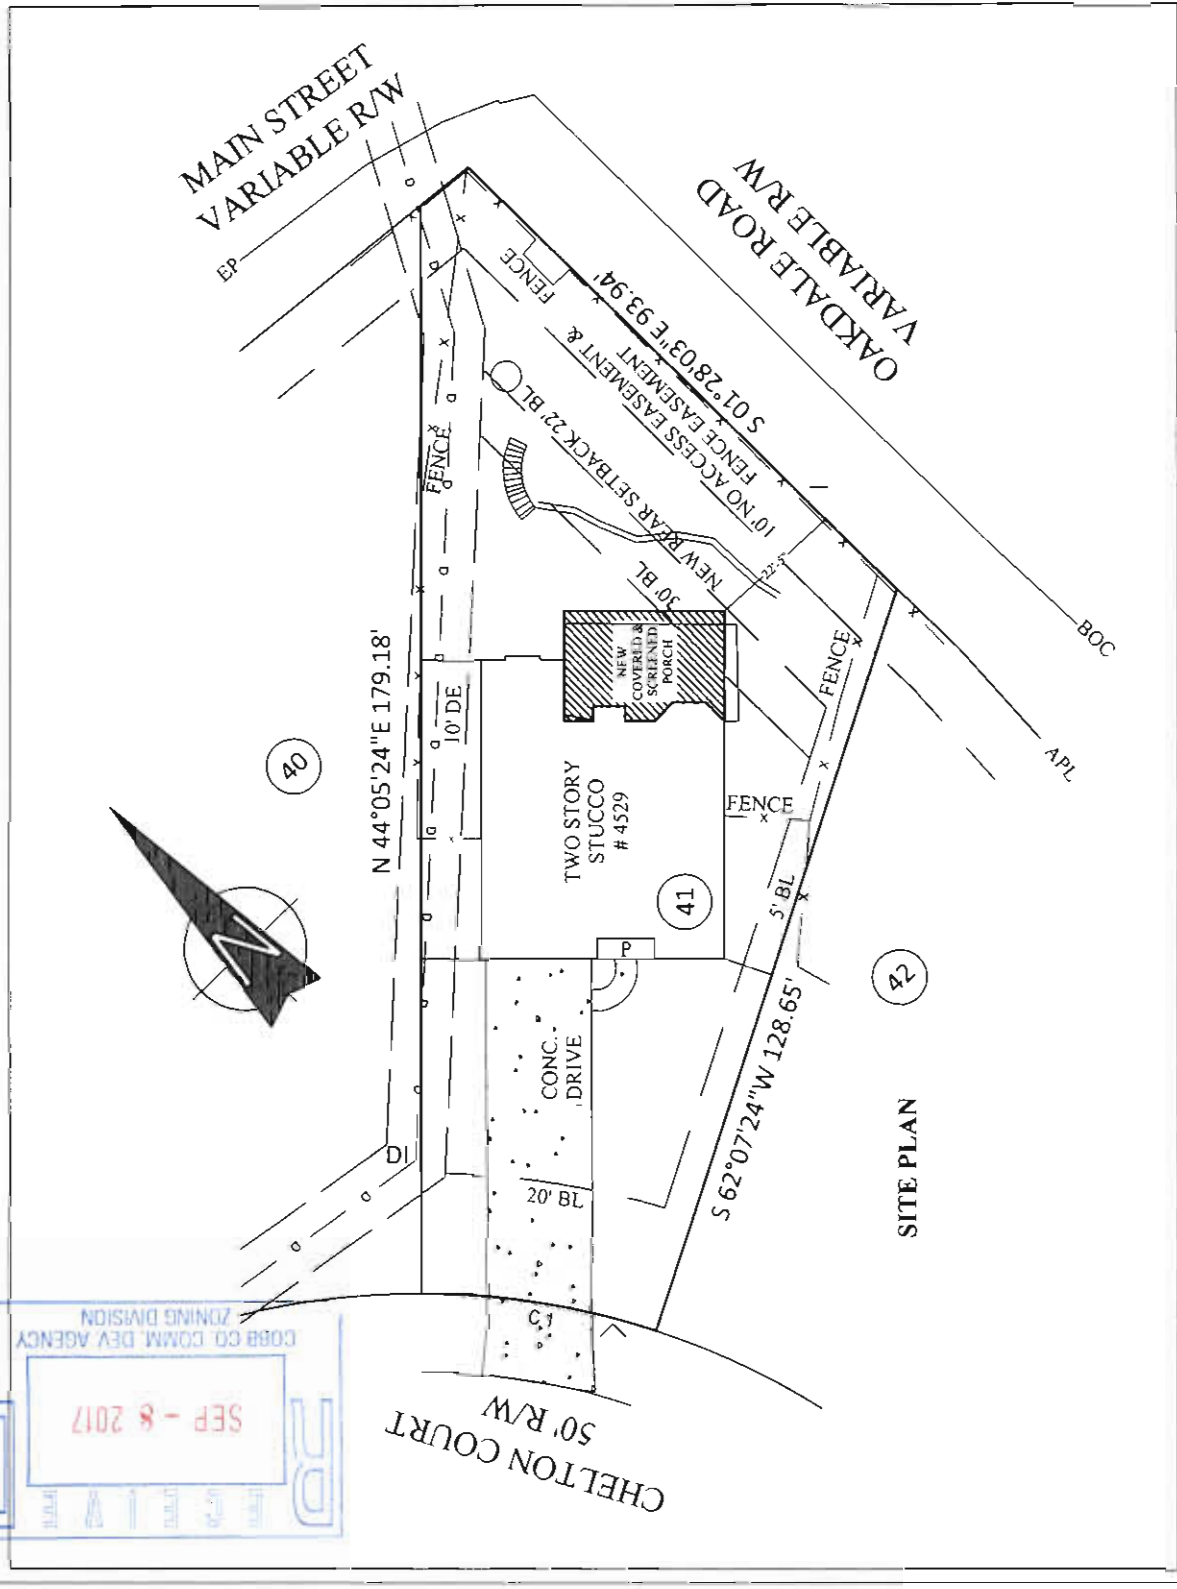 MAIN STREET
VARIABLE R/W
EP
OAKDALE ROAD
VARIABLE R/W
S 01°28'03"E 93.94'
FENCE
10' NO ACCESS EASEMENT &
FENCE EASEMENT
NEW REAR SETBACK 22' BL
30' BL
22'-5"
FENCE
N 44°05'24"E 179.18'
10' DE
40
NEW
COVERED &
SCREENED
PORCH
FENCE
BOC
APL
TWO STORY
STUCCO
# 4529
FENCE
41
5' BL
P
42
N
CONC.
DRIVE
S 62°07'24"W 128.65'
DI
20' BL
SITE PLAN
C1
CHELTON COURT
50' R/W
RECEIVE
SEP - 8 2017
COBB CO. COMM. DEV. AGENCY
ZONING DIVISION